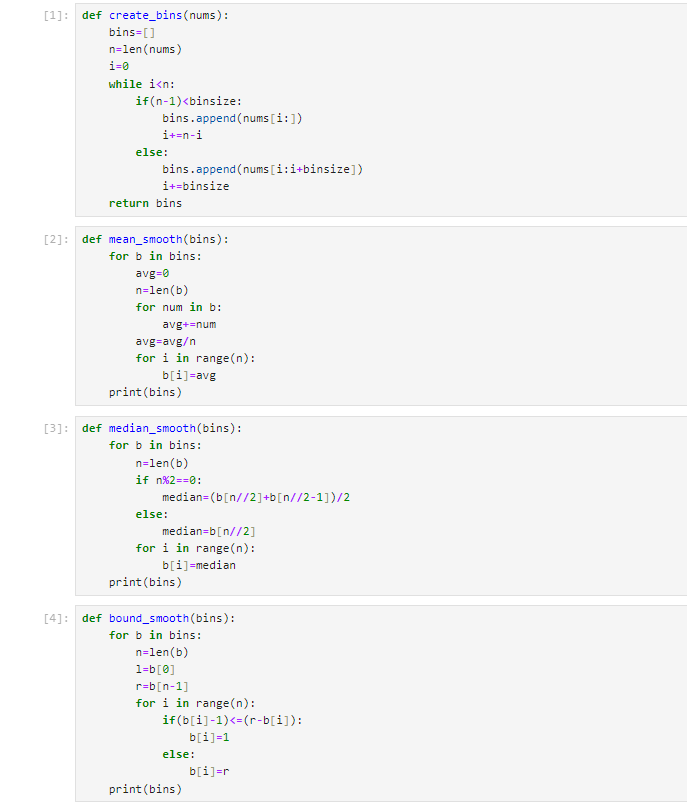 [1]: def create_bins(nums):
bins=[]
n=len(nums)
i=0
while i<n:
if(n-1)<binsize:
bins.append(nums[i:])
i+=n-i
else:
bins.append(nums[i:i+binsize])
i+=binsize
return bins
[2]: def mean_smooth(bins):
for b in bins:
avg=0
n=len(b)
for num in b:
avg+=num
avg=avg/n
for i in range(n):
b[i]=avg
print(bins)
[3]: def median_smooth(bins):
for b in bins:
n=len(b)
if n%2==0:
median=(b[n//2]+b[n//2-1])/2
else:
median=b[n//2]
for i in range(n):
b[i]=median
print(bins)
[4]: def bound_smooth(bins):
for b in bins:
n=len(b)
l=b[0]
r=b[n-1]
for i in range(n):
if(b[i]-1)<=(r-b[i]):
b[i]=1
else:
b[i]=r
print(bins)